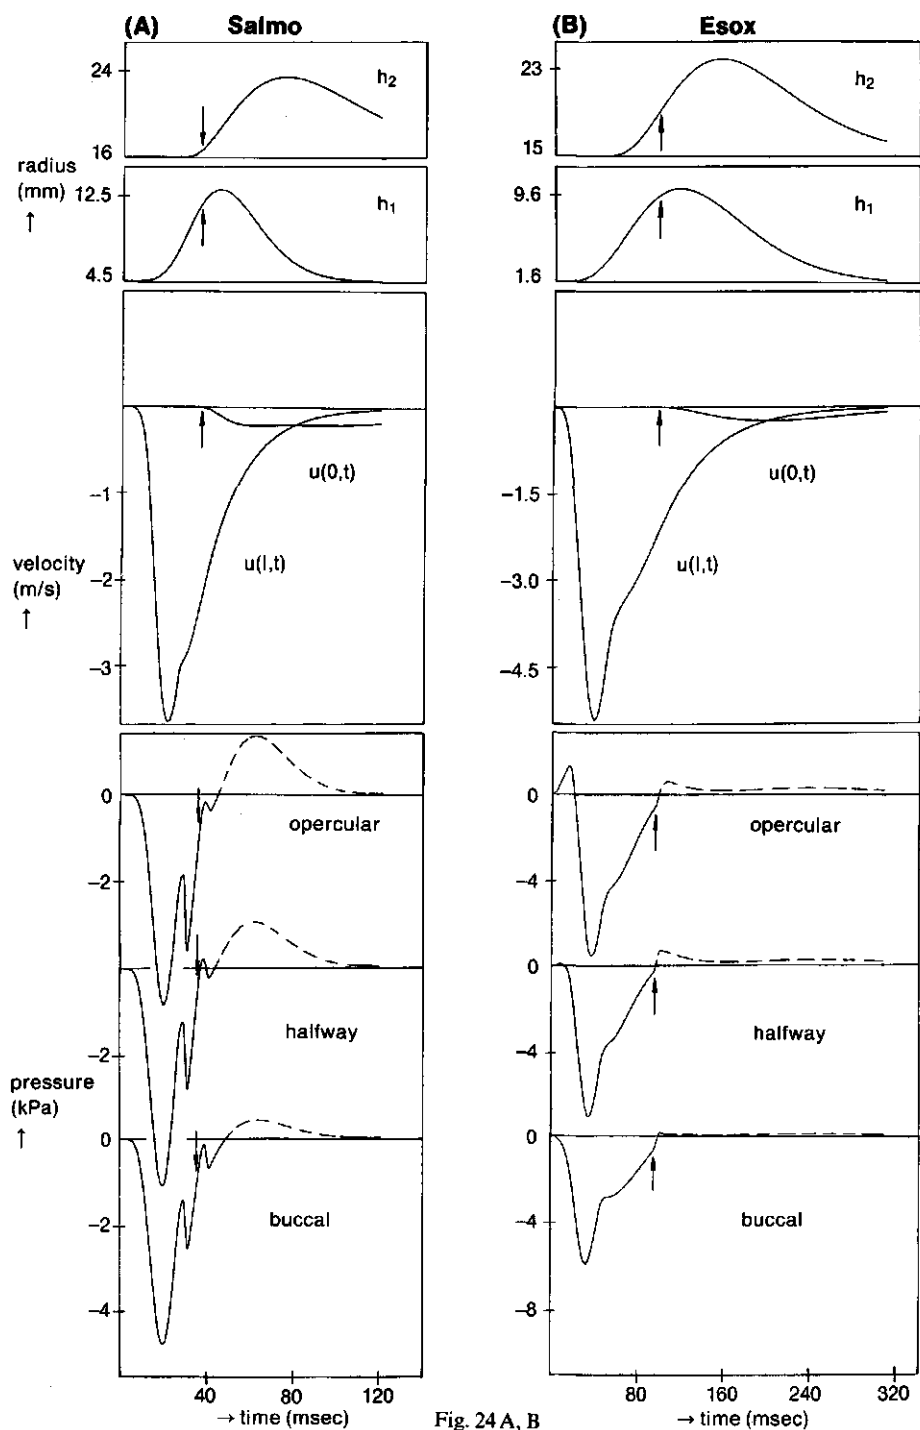 (A) Salmo
24
h2
16
radius
(mm)
↑
12.5
h1
4.5
u(0,t)
−1
velocity
(m/s)
↑
u(l,t)
−2
−3
0
opercular
−2
halfway
−2
pressure
(kPa)
↑
0
−2
buccal
−4
40 80 120
→ time (msec)
(B) Esox
23
h2
15
9.6
h1
1.6
u(0,t)
−1.5
u(l,t)
−3.0
−4.5
0
opercular
−4
0
halfway
−4
0
buccal
−4
−8
80 160 240 320
→ time (msec)
Fig. 24 A, B